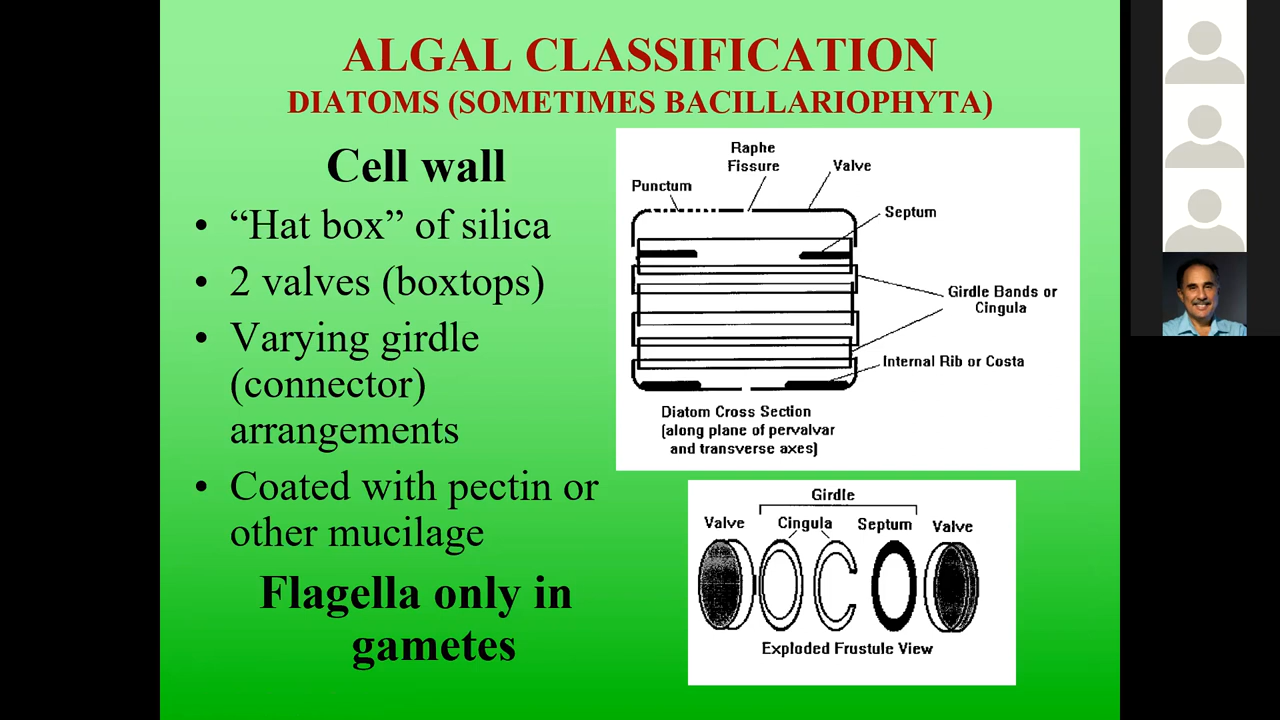 ALGAL CLASSIFICATION
DIATOMS (SOMETIMES BACILLARIOPHYTA)
Cell wall
• “Hat box” of silica
• 2 valves (boxtops)
• Varying girdle
(connector)
arrangements
• Coated with pectin or
other mucilage
Flagella only in
gametes
Raphe
Fissure
Valve
Punctum
Septum
Girdle Bands or
Cingula
Internal Rib or Costa
Diatom Cross Section
(along plane of pervalvar
and transverse axes)
Girdle
Valve
Cingula
Septum
Valve
Exploded Frustule View